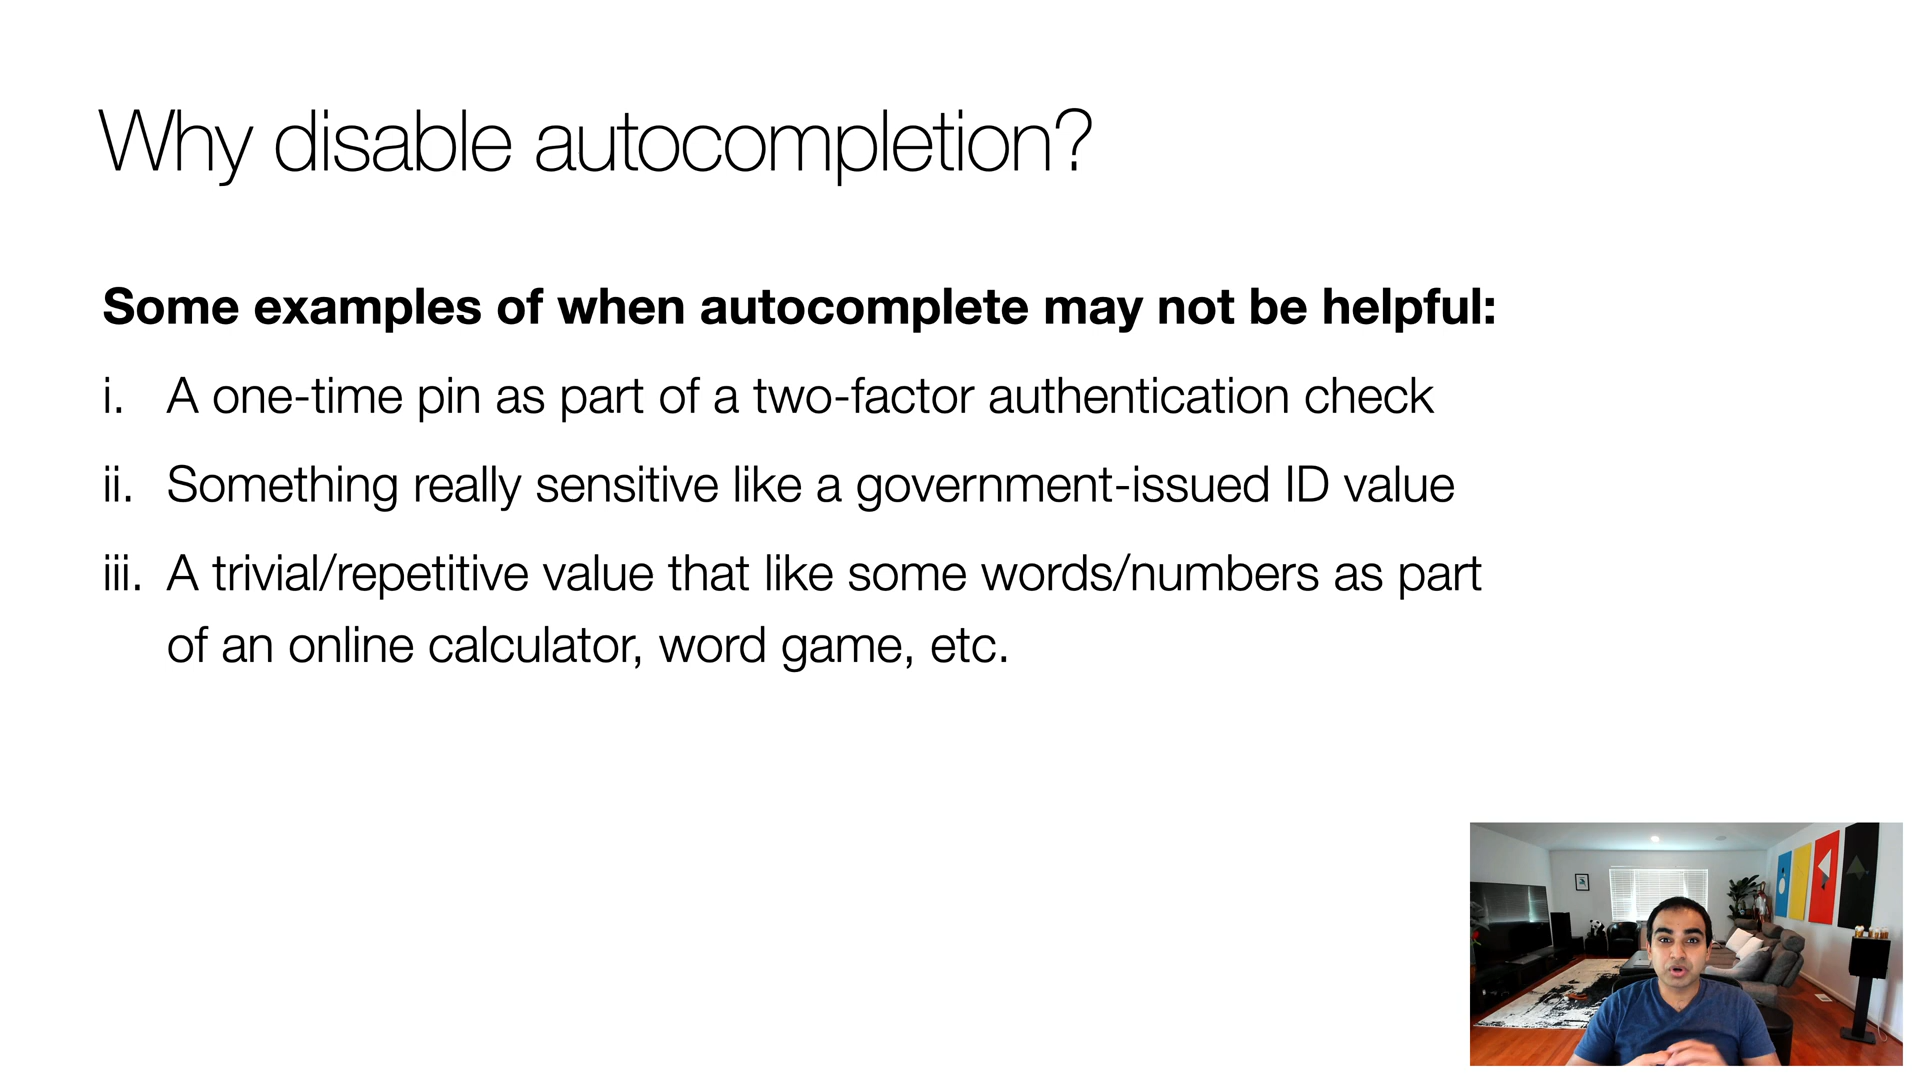 Why disable autocompletion?
Some examples of when autocomplete may not be helpful:
i. A one-time pin as part of a two-factor authentication check
ii. Something really sensitive like a government-issued ID value
iii. A trivial/repetitive value that like some words/numbers as part
of an online calculator, word game, etc.